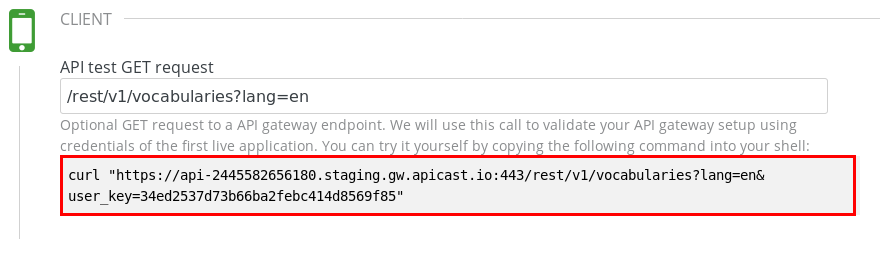 CLIENT
API test GET request
/rest/v1/vocabularies?lang=en
Optional GET request to a API gateway endpoint. We will use this call to validate your API gateway setup using
credentials of the first live application. You can try it yourself by copying the following command into your shell:
curl "https://api-2445582656180.staging.gw.apicast.io:443/rest/v1/vocabularies?lang=en&
user_key=34ed2537d73b66ba2febc414d8569f85"